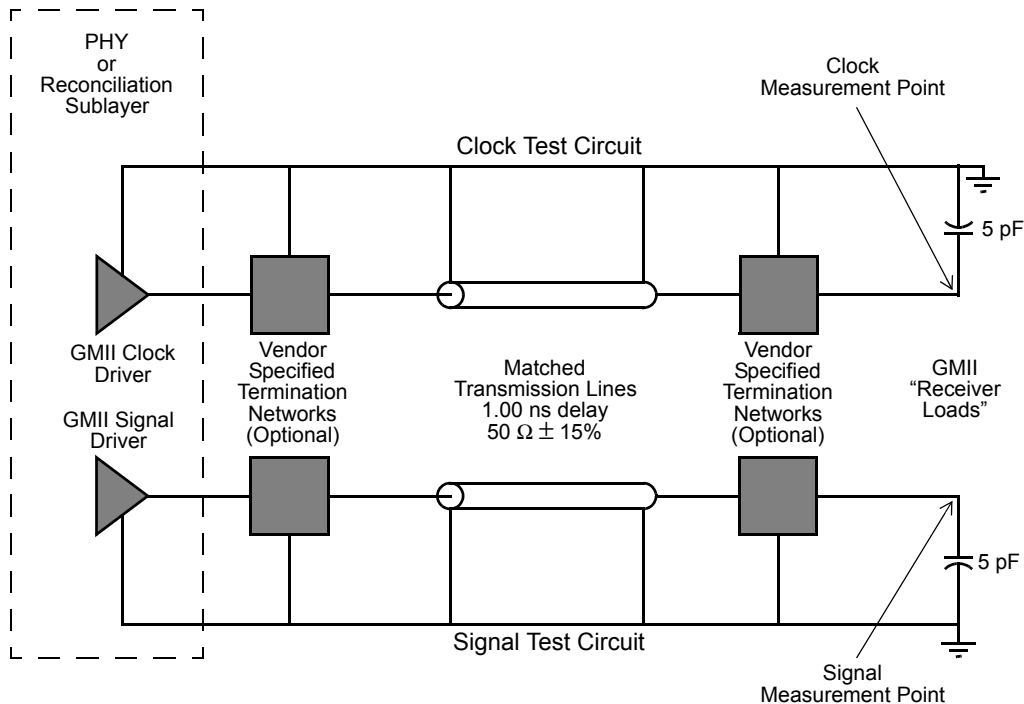 PHY
or
Reconciliation
Sublayer
Clock
Measurement Point
Clock Test Circuit
5 pF
GMII Clock
Driver
Vendor
Specified
Termination
Networks
(Optional)
Matched
Transmission Lines
1.00 ns delay
50 Ω ± 15%
Vendor
Specified
Termination
Networks
(Optional)
GMII
“Receiver
Loads”
GMII Signal
Driver
5 pF
Signal Test Circuit
Signal
Measurement Point